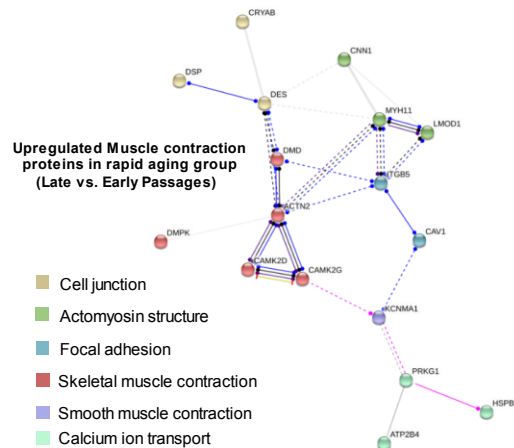 CRYAB
CNN1
DSP
DES
MYH11
LMOD1
Upregulated Muscle contraction
proteins in rapid aging group
(Late vs. Early Passages)
DMD
ITGB5
ACTN2
DMPK
CAV1
CAMK2D
CAMK2G
Cell junction
Actomyosin structure
KCNMA1
Focal adhesion
Skeletal muscle contraction
PRKG1
Smooth muscle contraction
HSPB
Calcium ion transport
ATP2B4